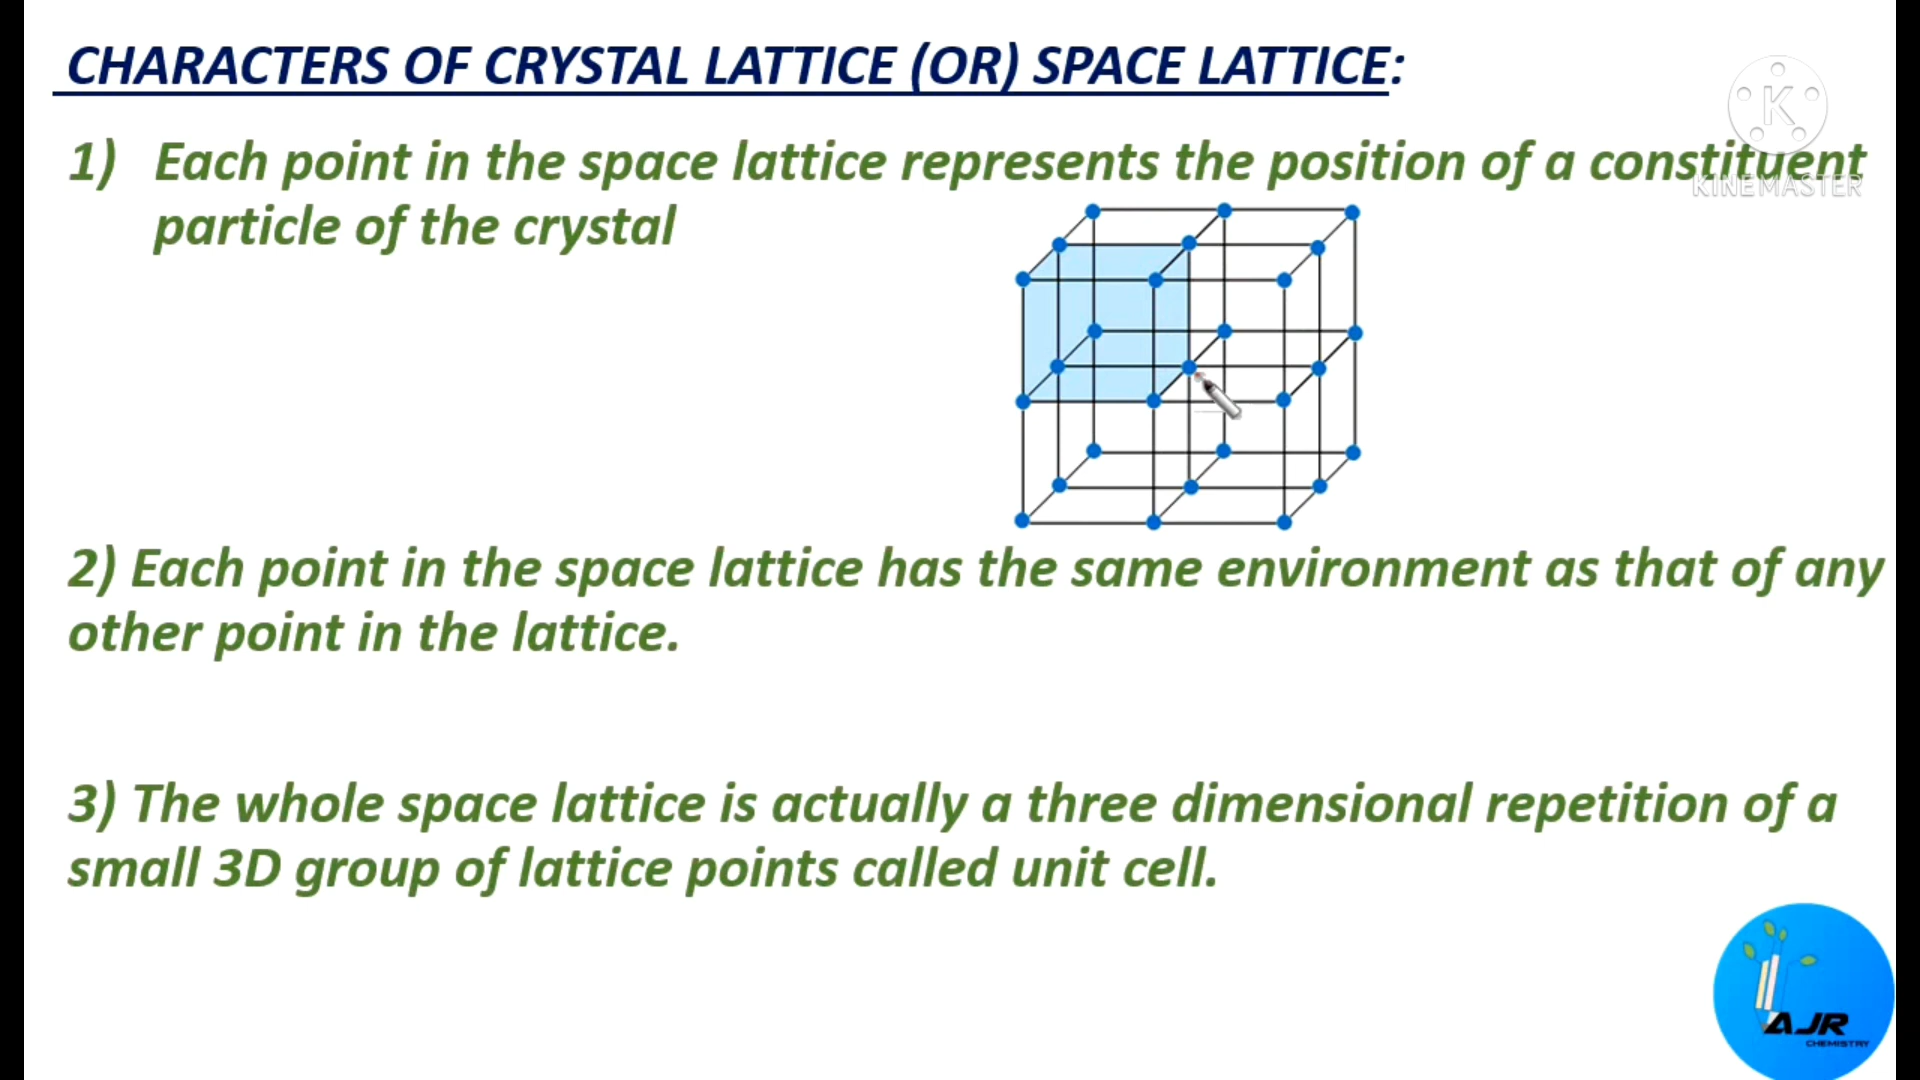 CHARACTERS OF CRYSTAL LATTICE (OR) SPACE LATTICE:
K
1) Each point in the space lattice represents the position of a constituent
KINEMASTER
particle of the crystal
2) Each point in the space lattice has the same environment as that of any
other point in the lattice.
3) The whole space lattice is actually a three dimensional repetition of a
small 3D group of lattice points called unit cell.
AJR
CHEMISTRY